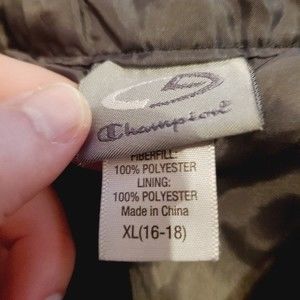 Champion
FIBERFILL:
100% POLYESTER
LINING:
100% POLYESTER
Made in China
XL(16-18)